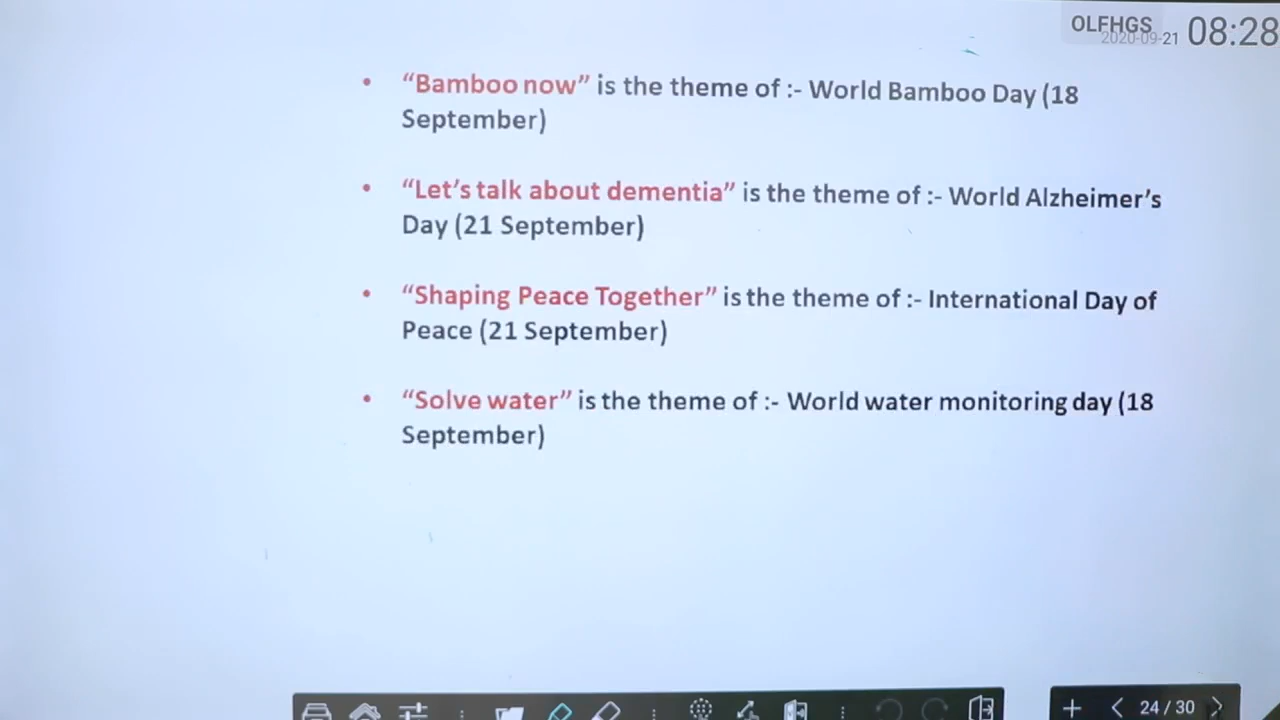 OLFHGS
2020-09-21 08:28
• “Bamboo now” is the theme of :- World Bamboo Day (18
September)
• “Let’s talk about dementia” is the theme of :- World Alzheimer’s
Day (21 September)
• “Shaping Peace Together” is the theme of :- International Day of
Peace (21 September)
• “Solve water” is the theme of :- World water monitoring day (18
September)
24 / 30